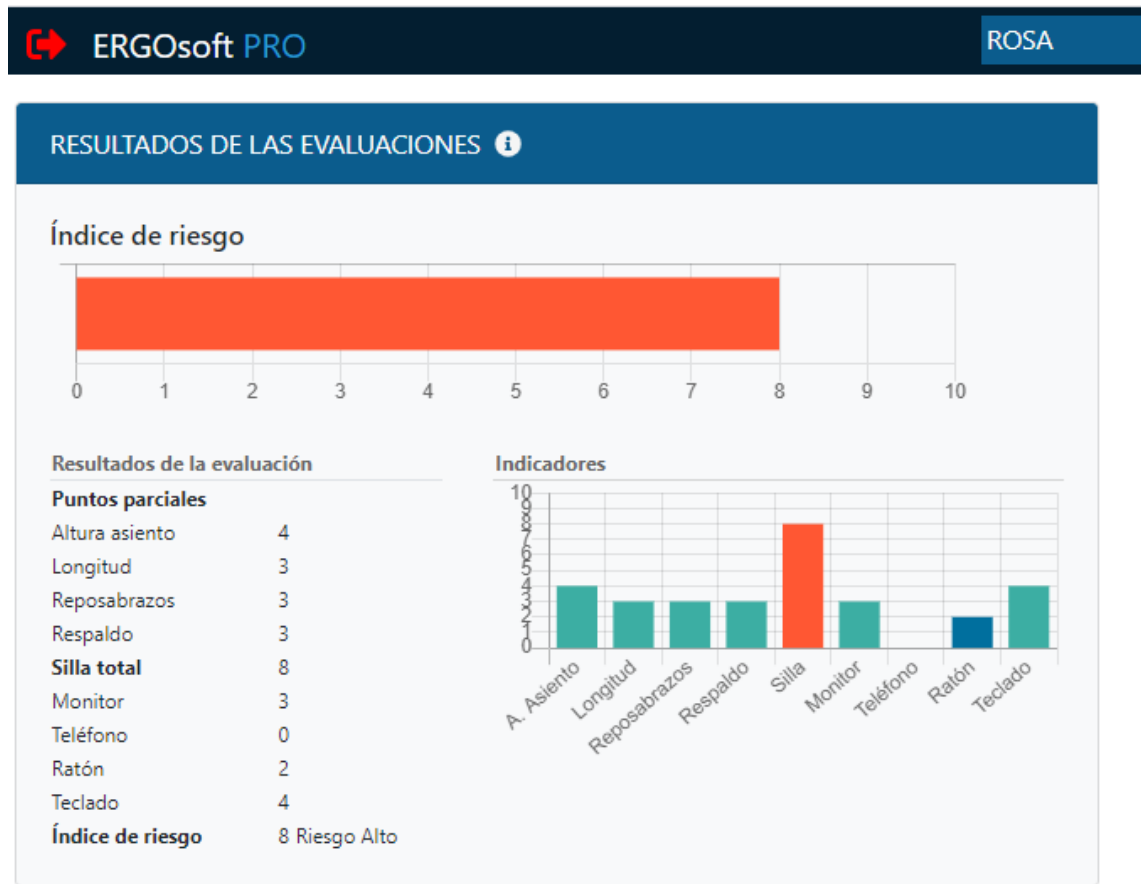 ERGOsoft PRO
ROSA
RESULTADOS DE LAS EVALUACIONES
Índice de riesgo
0 1 2 3 4 5 6 7 8 9 10
Resultados de la evaluación
Puntos parciales
Altura asiento 4
Longitud 3
Reposabrazos 3
Respaldo 3
Silla total 8
Monitor 3
Teléfono 0
Ratón 2
Teclado 4
Índice de riesgo 8 Riesgo Alto
Indicadores
10
9
8
7
6
5
4
3
2
1
0
A. Asiento Longitud Reposabrazos Respaldo Silla Monitor Teléfono Ratón Teclado